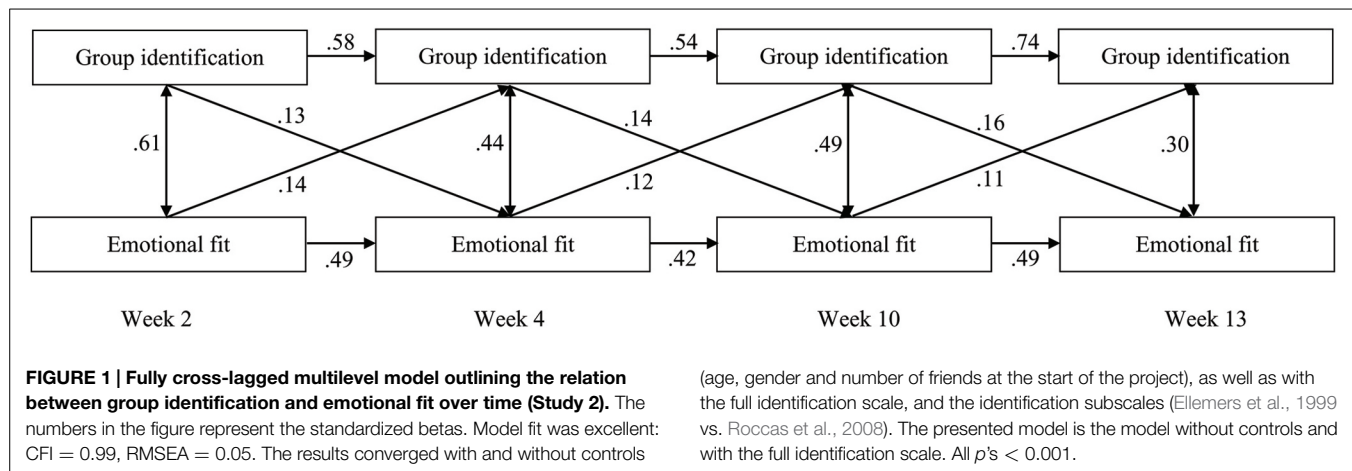 .58
.54
.74
Group identification
Group identification
Group identification
Group identification
.13
.14
.16
.61
.44
.49
.30
.14
.12
.11
Emotional fit
Emotional fit
Emotional fit
Emotional fit
.49
.42
.49
Week 2
Week 4
Week 10
Week 13
FIGURE 1 | Fully cross-lagged multilevel model outlining the relation
between group identification and emotional fit over time (Study 2). The
numbers in the figure represent the standardized betas. Model fit was excellent:
CFI = 0.99, RMSEA = 0.05. The results converged with and without controls
(age, gender and number of friends at the start of the project), as well as with
the full identification scale, and the identification subscales (Ellemers et al., 1999
vs. Roccas et al., 2008). The presented model is the model without controls and
with the full identification scale. All p's < 0.001.